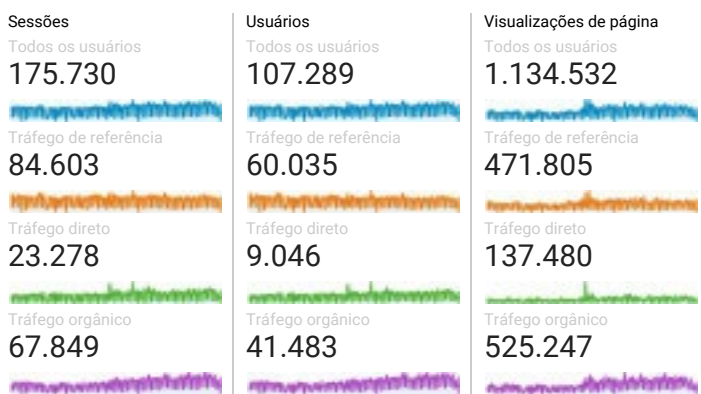 Sessões
Todos os usuários
175.730
Tráfego de referência
84.603
Tráfego direto
23.278
Tráfego orgânico
67.849
Usuários
Todos os usuários
107.289
Tráfego de referência
60.035
Tráfego direto
9.046
Tráfego orgânico
41.483
Visualizações de página
Todos os usuários
1.134.532
Tráfego de referência
471.805
Tráfego direto
137.480
Tráfego orgânico
525.247